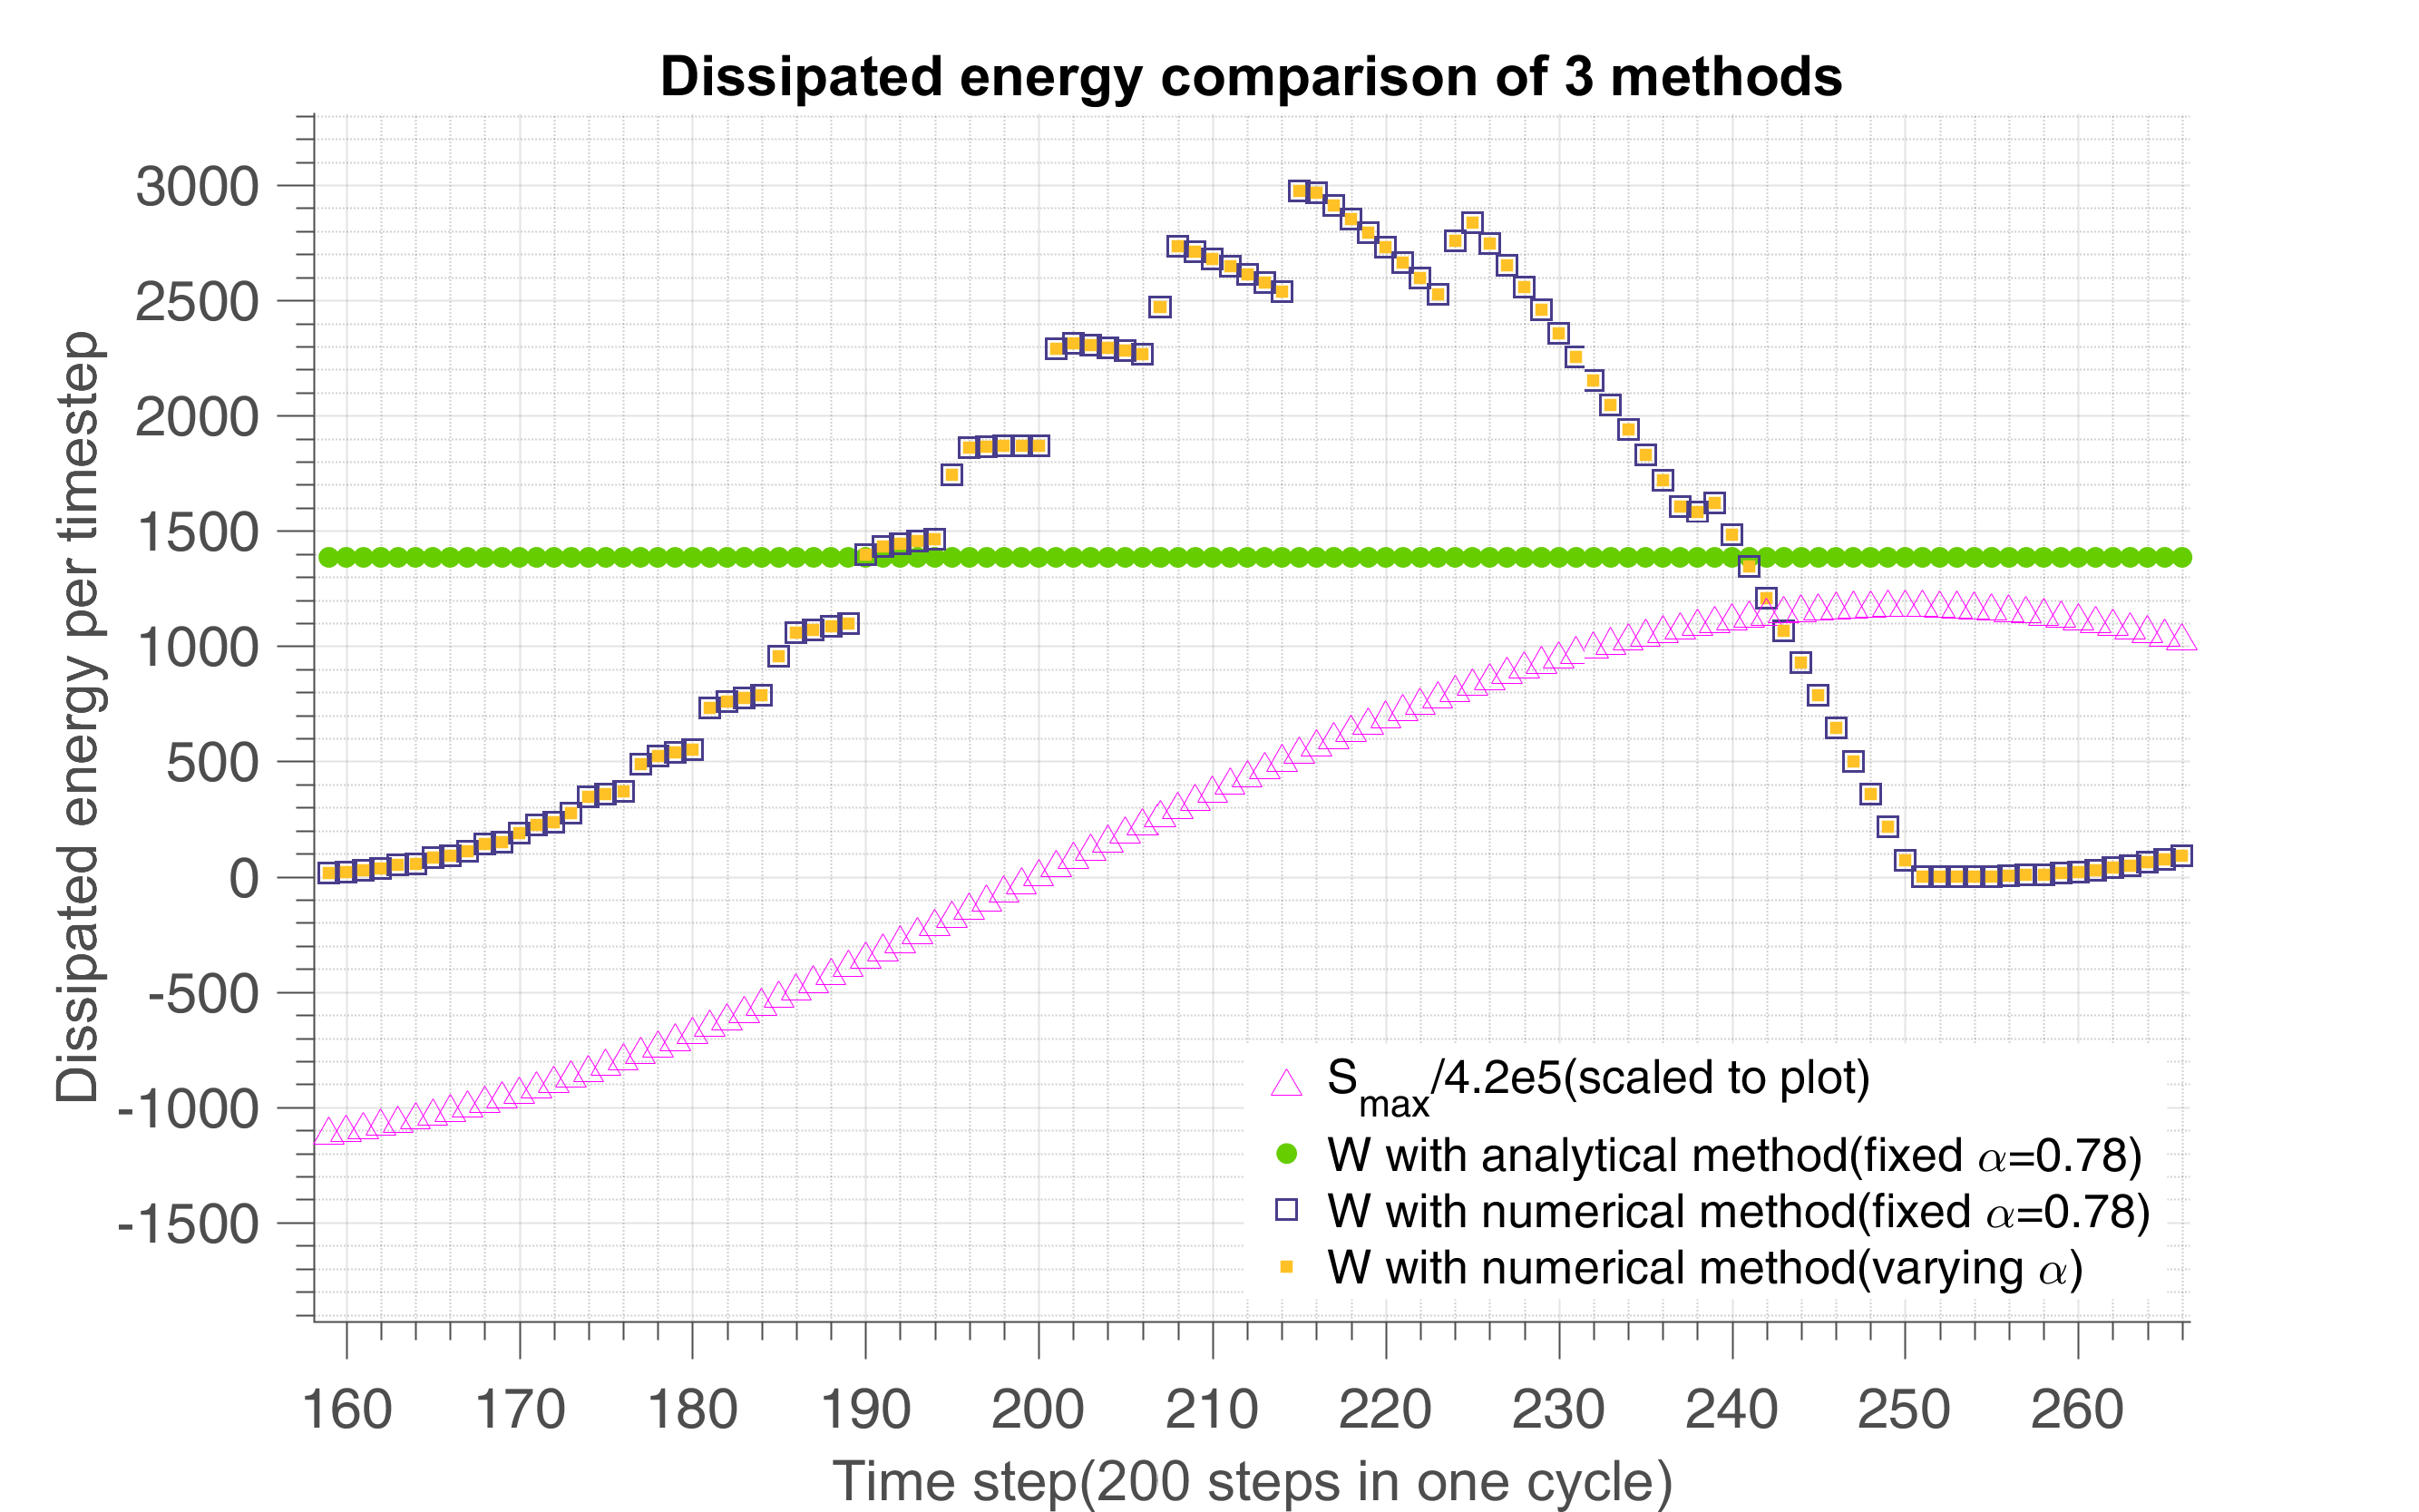 Dissipated energy comparison of 3 methods
Dissipated energy per timestep
3000
2500
2000
1500
1000
500
0
-500
-1000
-1500
S_max/4.2e5(scaled to plot)
W with analytical method(fixed α=0.78)
W with numerical method(fixed α=0.78)
W with numerical method(varying α)
160 170 180 190 200 210 220 230 240 250 260
Time step(200 steps in one cycle)